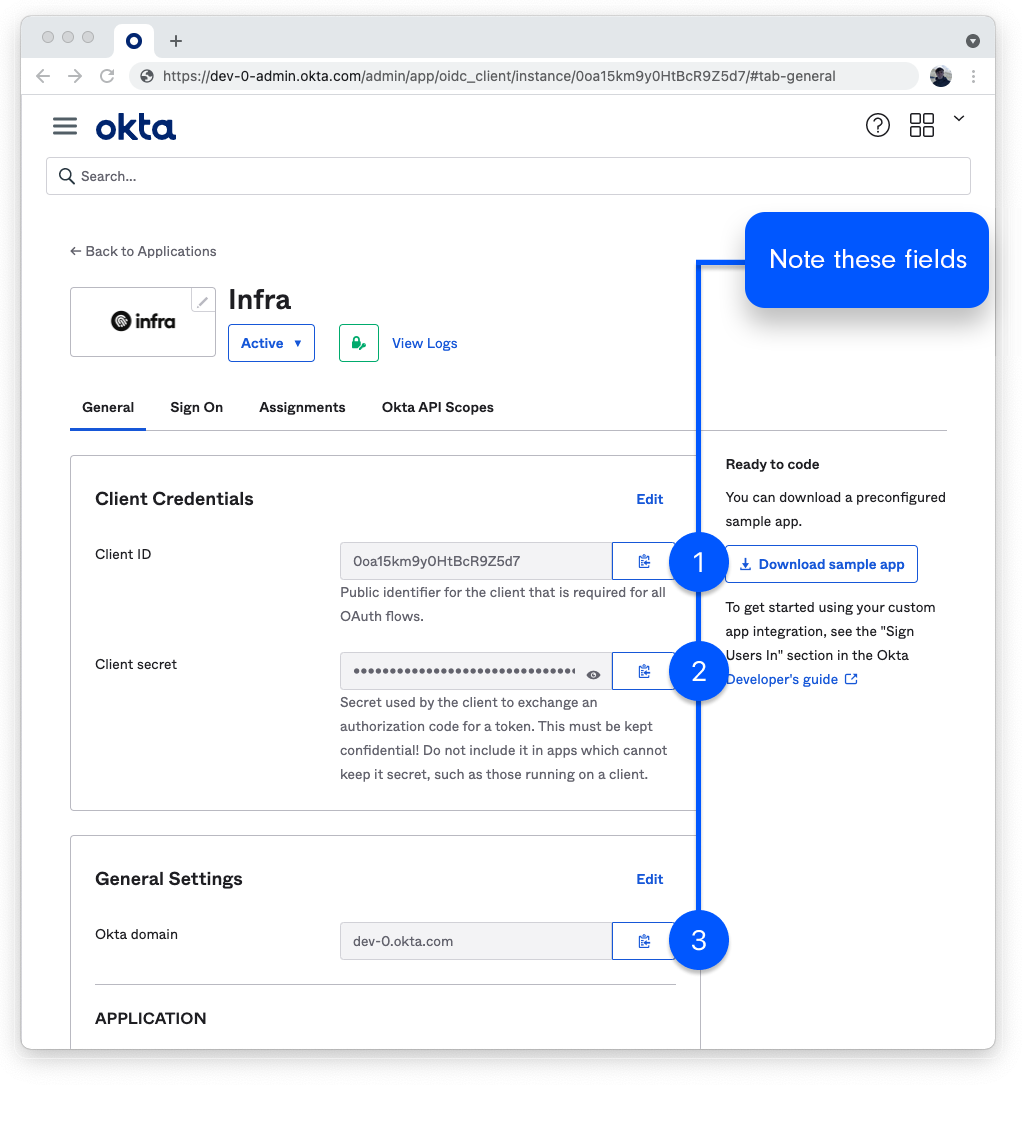 https://dev-0-admin.okta.com/admin/app/oidc_client/instance/0oa15km9y0HtBcR9Z5d7/#tab-general
okta
Search...
Note these fields
← Back to Applications
infra
Infra
Active ▼
View Logs
General Sign On Assignments Okta API Scopes
Client Credentials
Edit
Client ID
0oa15km9y0HtBcR9Z5d7
1
Public identifier for the client that is required for all
OAuth flows.
Client secret
••••••••••••••••••••••••••••••
2
Secret used by the client to exchange an
authorization code for a token. This must be kept
confidential! Do not include it in apps which cannot
keep it secret, such as those running on a client.
Ready to code
You can download a preconfigured
sample app.
Download sample app
To get started using your custom
app integration, see the "Sign
Users In" section in the Okta
Developer's guide
General Settings
Edit
Okta domain
dev-0.okta.com
3
APPLICATION